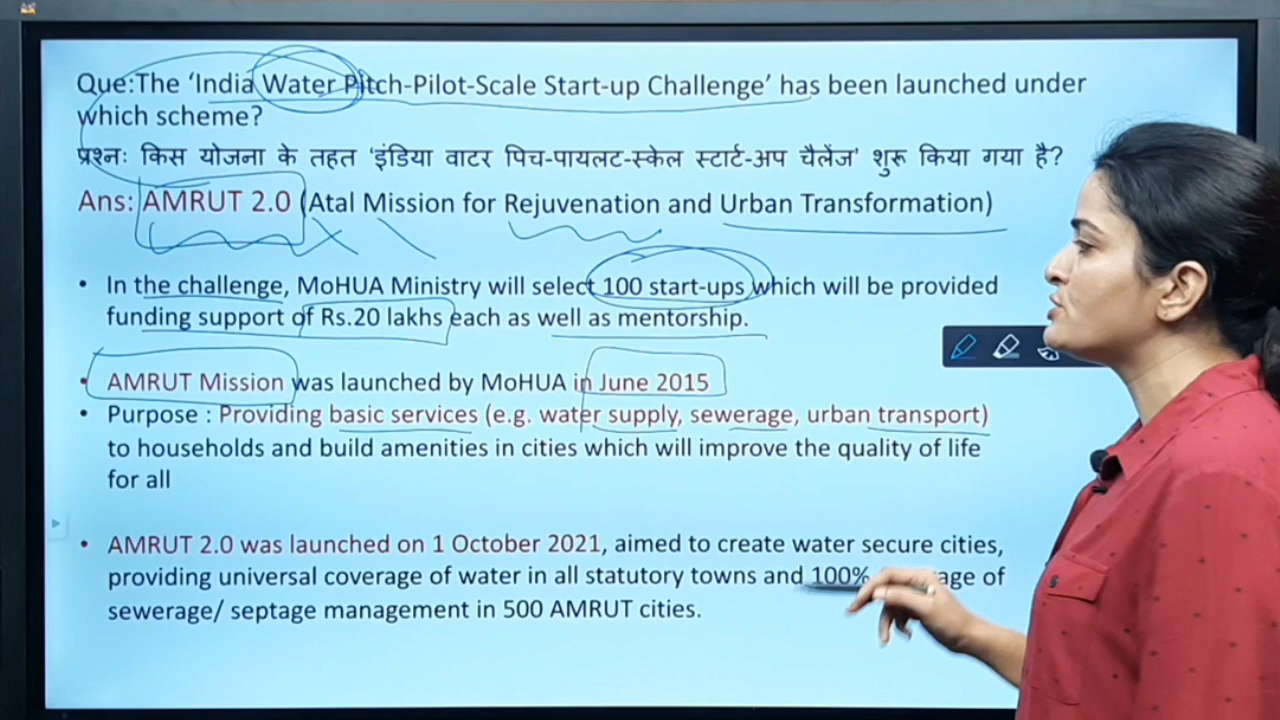 Que:The ‘India Water Pitch-Pilot-Scale Start-up Challenge’ has been launched under
which scheme?
प्रश्नः किस योजना के तहत ‘इंडिया वाटर पिच-पायलट-स्केल स्टार्ट-अप चैलेंज’ शुरू किया गया है?
Ans: AMRUT 2.0 (Atal Mission for Rejuvenation and Urban Transformation)
• In the challenge, MoHUA Ministry will select 100 start-ups which will be provided
funding support of Rs.20 lakhs each as well as mentorship.
• AMRUT Mission was launched by MoHUA in June 2015
• Purpose : Providing basic services (e.g. water supply, sewerage, urban transport)
to households and build amenities in cities which will improve the quality of life
for all
• AMRUT 2.0 was launched on 1 October 2021, aimed to create water secure cities,
providing universal coverage of water in all statutory towns and 100% of
sewerage/ septage management in 500 AMRUT cities.